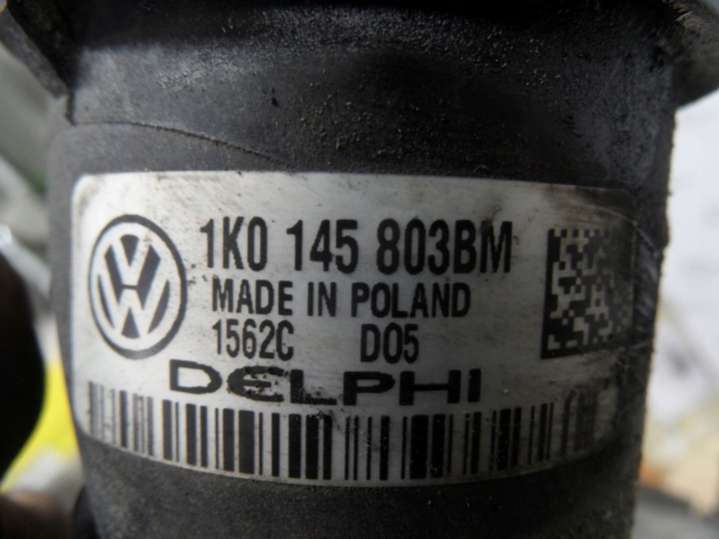 1K0 145 803BM
MADE IN POLAND
1562C D05
DELPHI